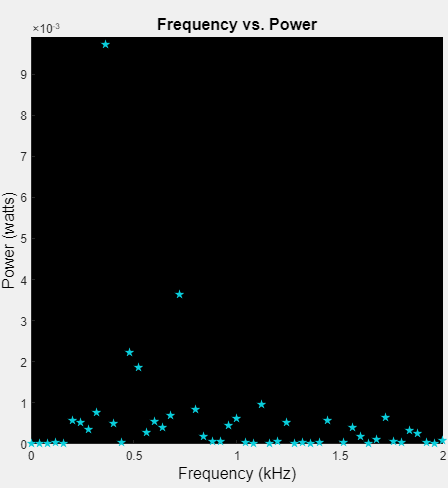 Frequency vs. Power
×10⁻³
9
8
7
6
5
4
3
2
1
0
0 0.5 1 1.5 2
Power (watts)
Frequency (kHz)